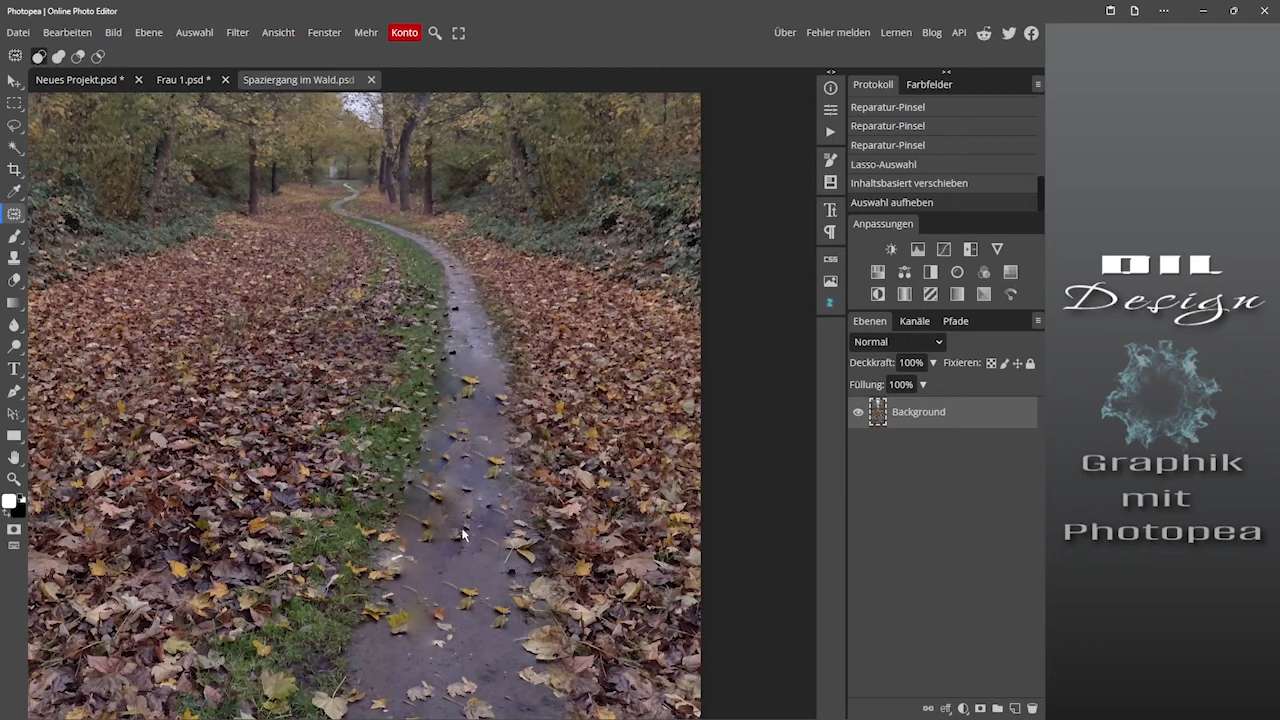 Photopea | Online Photo Editor
Datei Bearbeiten Bild Ebene Auswahl Filter Ansicht Fenster Mehr Konto
Über Fehler melden Lernen Blog API
Neues Projekt.psd * Frau 1.psd * Spaziergang im Wald.psd
Protokoll Farbfelder
Reparatur-Pinsel
Reparatur-Pinsel
Reparatur-Pinsel
Lasso-Auswahl
Inhaltsbasiert verschieben
Auswahl aufheben
Anpassungen
CSS
Ebenen Kanäle Pfade
Normal
Deckkraft: 100% Fixieren:
Füllung: 100%
Background
eff
DIL
Design
Graphik
mit
Photopea